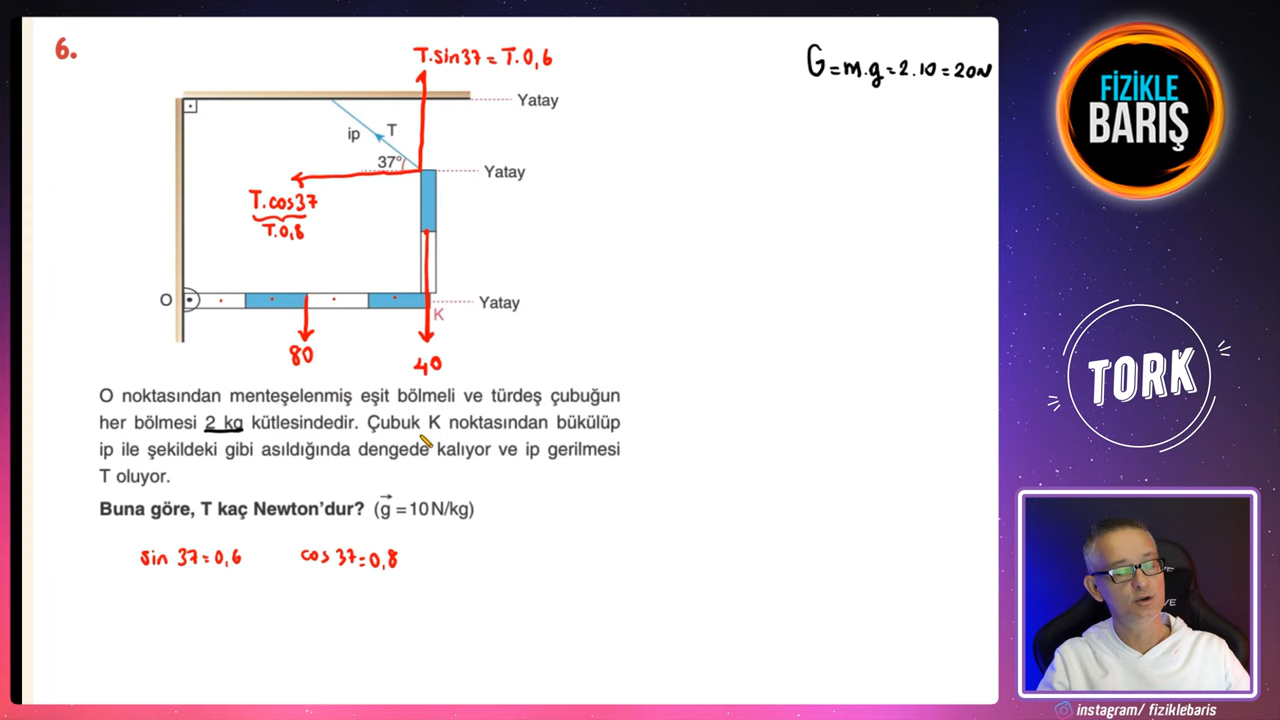 6.
T.sin37=T.0,6
G=m.g=2.10=20N
FİZİKLE
BARIŞ
Yatay
ip
T
37°
Yatay
T.cos37
T.0,8
O
Yatay
K
80
40
TORK
O noktasından menteşelenmiş eşit bölmeli ve türdeş çubuğun
her bölmesi 2 kg kütlesindedir. Çubuk K noktasından bükülüp
ip ile şekildeki gibi asıldığında dengede kalıyor ve ip gerilmesi
T oluyor.
Buna göre, T kaç Newton'dur? (g = 10 N/kg)
sin 37=0,6 cos 37=0,8
instagram/ fiziklebaris